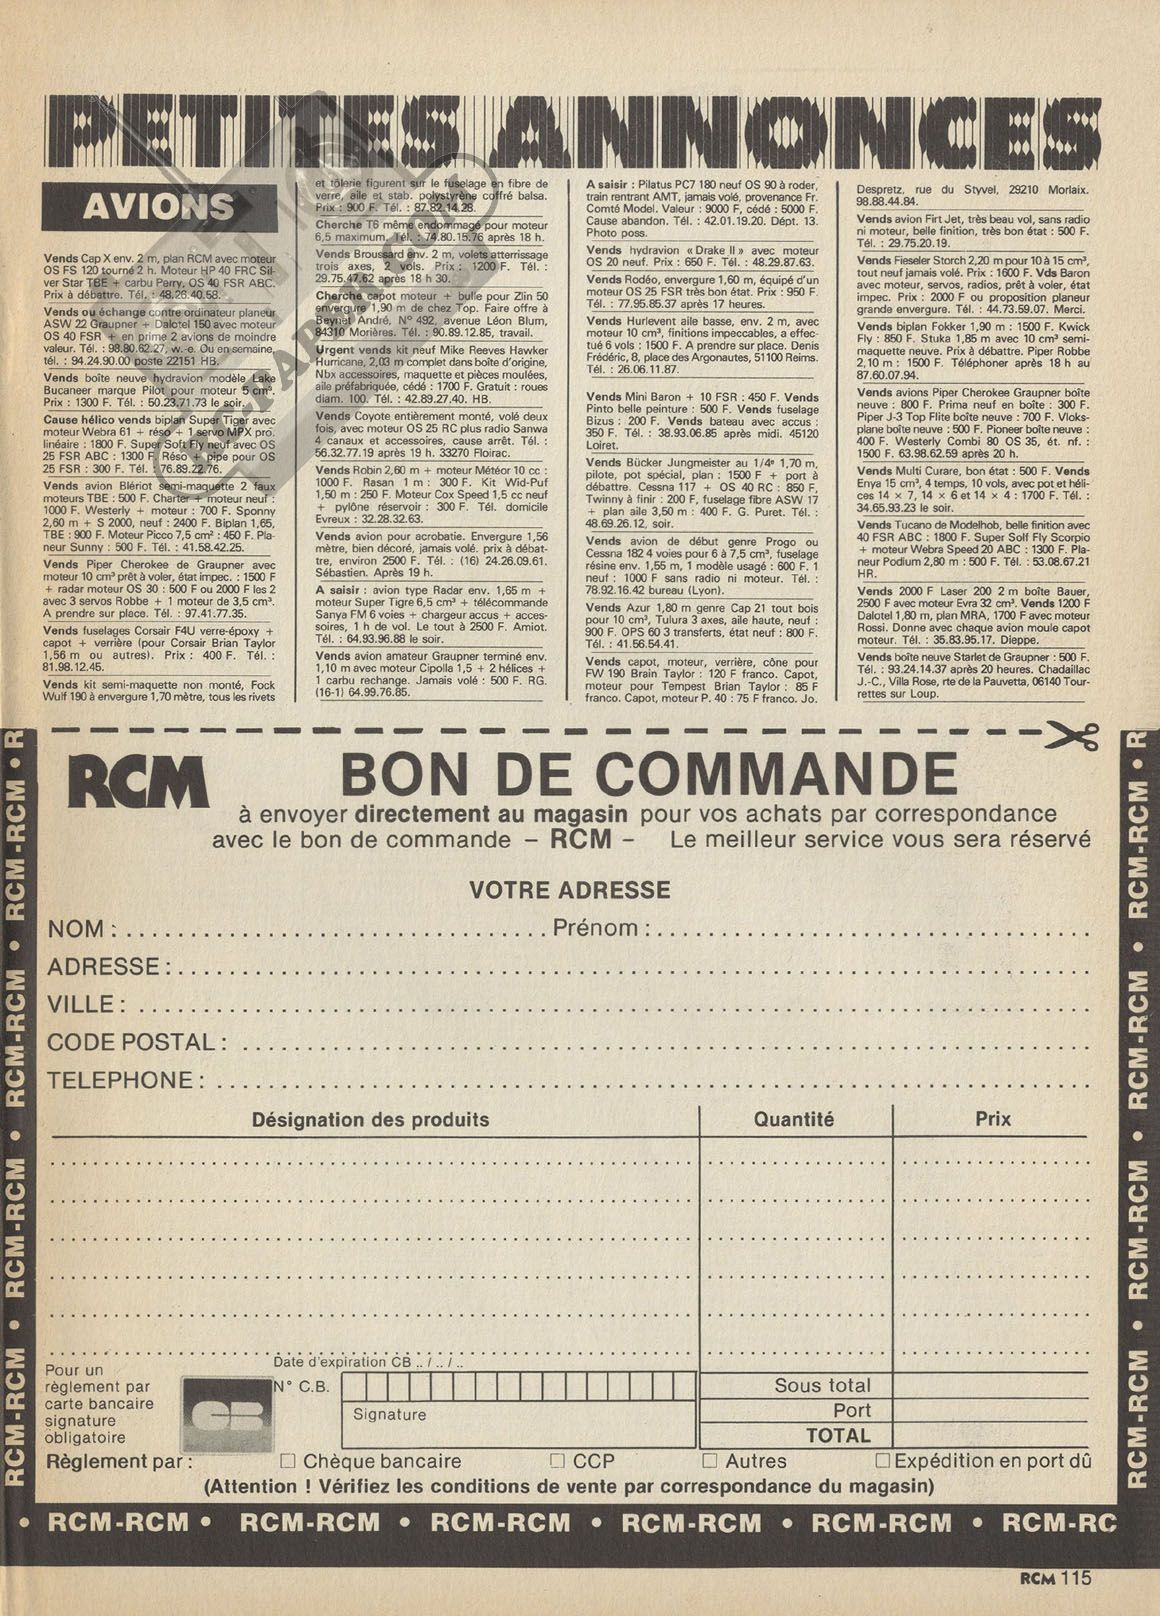 PETITES ANNONCES
AVIONS
Vends Cap X env. 2 m, plan RCM avec moteur
OS FS 120 tourné 2 h. Moteur HP 40 FRC Sil-
ver Star TBE + carbu Perry, OS 40 FSR ABC.
Prix à débattre. Tél. : 48.26.40.58.
Vends ou échange contre ordinateur planeur
ASW 22 Graupner + Dalotel 150 avec moteur
OS 40 FSR + en prime 2 avions de moindre
valeur. Tél. : 98.80.62.27, w.-e. Ou en semaine,
tél. : 94.24.90.00 poste 22151 HB.
Vends boîte neuve hydravion modèle Lake
Bucaneer marque Pilot pour moteur 5 cm³.
Prix : 1300 F. Tél. : 50.23.71.73 le soir.
Cause hélico vends biplan Super Tiger avec
moteur Webra 61 + réso + 1 servo MPX pro.
linéaire : 1800 F. Super Soft Fly neuf avec OS
25 FSR ABC : 1300 F. Réso + pipe pour OS
25 FSR : 300 F. Tél. : 76.89.22.76.
Vends avion Blériot semi-maquette 2 faux
moteurs TBE : 500 F. Charter + moteur neuf :
1000 F. Westerly + moteur : 700 F. Sponny
2,60 m + S 2000, neuf : 2400 F. Biplan 1,65,
TBE : 900 F. Moteur Picco 7,5 cm² : 450 F. Pla-
neur Sunny : 500 F. Tél. : 41.58.42.25.
Vends Piper Cherokee de Graupner avec
moteur 10 cm³ prêt à voler, état impec. : 1500 F
+ radar moteur OS 30 : 500 F ou 2000 F les 2
avec 3 servos Robbe + 1 moteur de 3,5 cm³.
A prendre sur place. Tél. : 97.41.77.35.
Vends fuselages Corsair F4U verre-époxy +
capot + verrière (pour Corsair Brian Taylor
1,56 m ou autres). Prix : 400 F. Tél. :
81.98.12.45.
Vends kit semi-maquette non monté, Fock
Wulf 190 à envergure 1,70 mètre, tous les rivets
et tôlerie figurent sur le fuselage en fibre de
verre, aile et stab. polystyrène coffré balsa.
Prix : 900 F. Tél. : 87.82.14.28.
Cherche T6 même endommagé pour moteur
6,5 maximum. Tél. : 74.80.15.76 après 18 h.
Vends Broussard env. 2 m, volets atterrissage
trois axes, 2 vols. Prix : 1200 F. Tél. :
29.75.47.62 après 18 h 30.
Cherche capot moteur + bulle pour Zlin 50
envergure 1,90 m de chez Top. Faire offre à
Beynet André, N° 492, avenue Léon Blum,
84310 Morières. Tél. : 90.89.12.85, travail.
Urgent vends kit neuf Mike Reeves Hawker
Hurricane, 2,03 m complet dans boîte d'origine,
Nbx accessoires, maquette et pièces moulées,
aile préfabriquée, cédé : 1700 F. Gratuit : roues
diam. 100. Tél. : 42.89.27.40. HB.
Vends Coyote entièrement monté, volé deux
fois, avec moteur OS 25 RC plus radio Sanwa
4 canaux et accessoires, cause arrêt. Tél. :
56.32.77.19 après 19 h. 33270 Floirac.
Vends Robin 2,60 m + moteur Météor 10 cc :
1000 F. Rasan 1 m : 300 F. Kit Wid-Puf
1,50 m : 250 F. Moteur Cox Speed 1,5 cc neuf
+ pylône réservoir : 300 F. Tél. domicile
Evreux : 32.28.32.63.
Vends avion pour acrobatie. Envergure 1,56
mètre, bien décoré, jamais volé. prix à débat-
tre, environ 2500 F. Tél. : (16) 24.26.09.61.
Sébastien. Après 19 h.
A saisir : avion type Radar env. 1,65 m +
moteur Super Tigre 6,5 cm³ + télécommande
Sanya FM 6 voies + chargeur accus + acces-
soires, 1 h de vol. Le tout à 2500 F. Amiot.
Tél. : 64.93.96.88 le soir.
Vends avion amateur Graupner terminé env.
1,10 m avec moteur Cipolla 1,5 + 2 hélices +
1 carbu rechange. Jamais volé : 500 F. RG.
(16-1) 64.99.76.85.
A saisir : Pilatus PC7 180 neuf OS 90 à roder,
train rentrant AMT, jamais volé, provenance Fr.
Comté Model. Valeur : 9000 F, cédé : 5000 F.
Cause abandon. Tél. : 42.01.19.20. Dépt. 13.
Photo poss.
Vends hydravion « Drake II » avec moteur
OS 20 neuf. Prix : 650 F. Tél. : 48.29.87.63.
Vends Rodéo, envergure 1,60 m, équipé d'un
moteur OS 25 FSR très bon état. Prix : 950 F.
Tél. : 77.95.85.37 après 17 heures.
Vends Hurlevent aile basse, env. 2 m, avec
moteur 10 cm³, finitions impeccables, a effec-
tué 6 vols : 1500 F. A prendre sur place. Denis
Frédéric, 8, place des Argonautes, 51100 Reims.
Tél. : 26.06.11.87.
Vends Mini Baron + 10 FSR : 450 F. Vends
Pinto belle peinture : 500 F. Vends fuselage
Bizus : 200 F. Vends bateau avec accus :
350 F. Tél. : 38.93.06.85 après midi. 45120
Loiret.
Vends Bücker Jungmeister au 1/4e 1,70 m,
pilote, pot spécial, plan : 1500 F + port à
débattre. Cessna 117 + OS 40 RC : 850 F.
Twinny à finir : 200 F, fuselage fibre ASW 17
+ plan aile 3,50 m : 400 F. G. Puret. Tél. :
48.69.26.12, soir.
Vends avion de début genre Progo ou
Cessna 182 4 voies pour 6 à 7,5 cm³, fuselage
résine env. 1,55 m, 1 modèle usagé : 600 F. 1
neuf : 1000 F sans radio ni moteur. Tél. :
78.92.16.42 bureau (Lyon).
Vends Azur 1,80 m genre Cap 21 tout bois
pour 10 cm³, Tulura 3 axes, aile haute, neuf :
900 F. OPS 60 3 transferts, état neuf : 800 F.
Tél. : 41.56.54.41.
Vends capot, moteur, verrière, cône pour
FW 190 Brain Taylor : 120 F franco. Capot,
moteur pour Tempest Brian Taylor : 85 F
franco. Capot, moteur P. 40 : 75 F franco. Jo.
Despretz, rue du Styvel, 29210 Morlaix.
98.88.44.84.
Vends avion Firt Jet, très beau vol, sans radio
ni moteur, belle finition, très bon état : 500 F.
Tél. : 29.75.20.19.
Vends Fieseler Storch 2,20 m pour 10 à 15 cm³,
tout neuf jamais volé. Prix : 1600 F. Vds Baron
avec moteur, servos, radios, prêt à voler, état
impec. Prix : 2000 F ou proposition planeur
grande envergure. Tél. : 44.73.59.07. Merci.
Vends biplan Fokker 1,90 m : 1500 F. Kwick
Fly : 850 F. Stuka 1,85 m avec 10 cm³ semi-
maquette neuve. Prix à débattre. Piper Robbe
2,10 m : 1500 F. Téléphoner après 18 h au
87.60.07.94.
Vends avions Piper Cherokee Graupner boîte
neuve : 800 F. Prima neuf en boîte : 300 F.
Piper J-3 Top Flite boîte neuve : 700 F. Vloks-
plane boîte neuve : 500 F. Pioneer boîte neuve :
400 F. Westerly Combi 80 OS 35, ét. nf. :
1500 F. 63.98.62.59 après 20 h.
Vends Multi Curare, bon état : 500 F. Vends
Enya 15 cm³, 4 temps, 10 vols, avec pot et héli-
ces 14 × 7, 14 × 6 et 14 × 4 : 1700 F. Tél. :
34.65.93.23 le soir.
Vends Tucano de Modelhob, belle finition avec
40 FSR ABC : 1800 F. Super Solf Fly Scorpio
+ moteur Webra Speed 20 ABC : 1300 F. Pla-
neur Podium 2,80 m : 500 F. Tél. : 53.08.67.21
HR.
Vends 2000 F Laser 200 2 m boîte Bauer,
2500 F avec moteur Evra 32 cm³. Vends 1200 F
Dalotel 1,80 m, plan MRA, 1700 F avec moteur
Rossi. Donne avec chaque avion moule capot
moteur. Tél. : 35.83.95.17. Dieppe.
Vends boîte neuve Starlet de Graupner : 500 F.
Tél. : 93.24.14.37 après 20 heures. Chadaillac
J.-C., Villa Rose, rte de la Pauvetta, 06140 Tour-
rettes sur Loup.
RCM BON DE COMMANDE
à envoyer directement au magasin pour vos achats par correspondance
avec le bon de commande – RCM – Le meilleur service vous sera réservé
VOTRE ADRESSE
NOM : Prénom :
ADRESSE :
VILLE :
CODE POSTAL :
TELEPHONE :
Désignation des produits Quantité Prix
Pour un
règlement par
carte bancaire
signature
obligatoire
CB
Date d'expiration CB .. / .. / ..
N° C.B.
Signature
Sous total
Port
TOTAL
Règlement par : □ Chèque bancaire □ CCP □ Autres □ Expédition en port dû
(Attention ! Vérifiez les conditions de vente par correspondance du magasin)
RCM-RCM • RCM-RCM • RCM-RCM • RCM-RCM • R
RCM-RCM • RCM-RCM • RCM-RCM • RCM-RCM • R
• RCM-RCM • RCM-RCM • RCM-RCM • RCM-RCM • RCM-RCM • RCM-RC
RCM 115